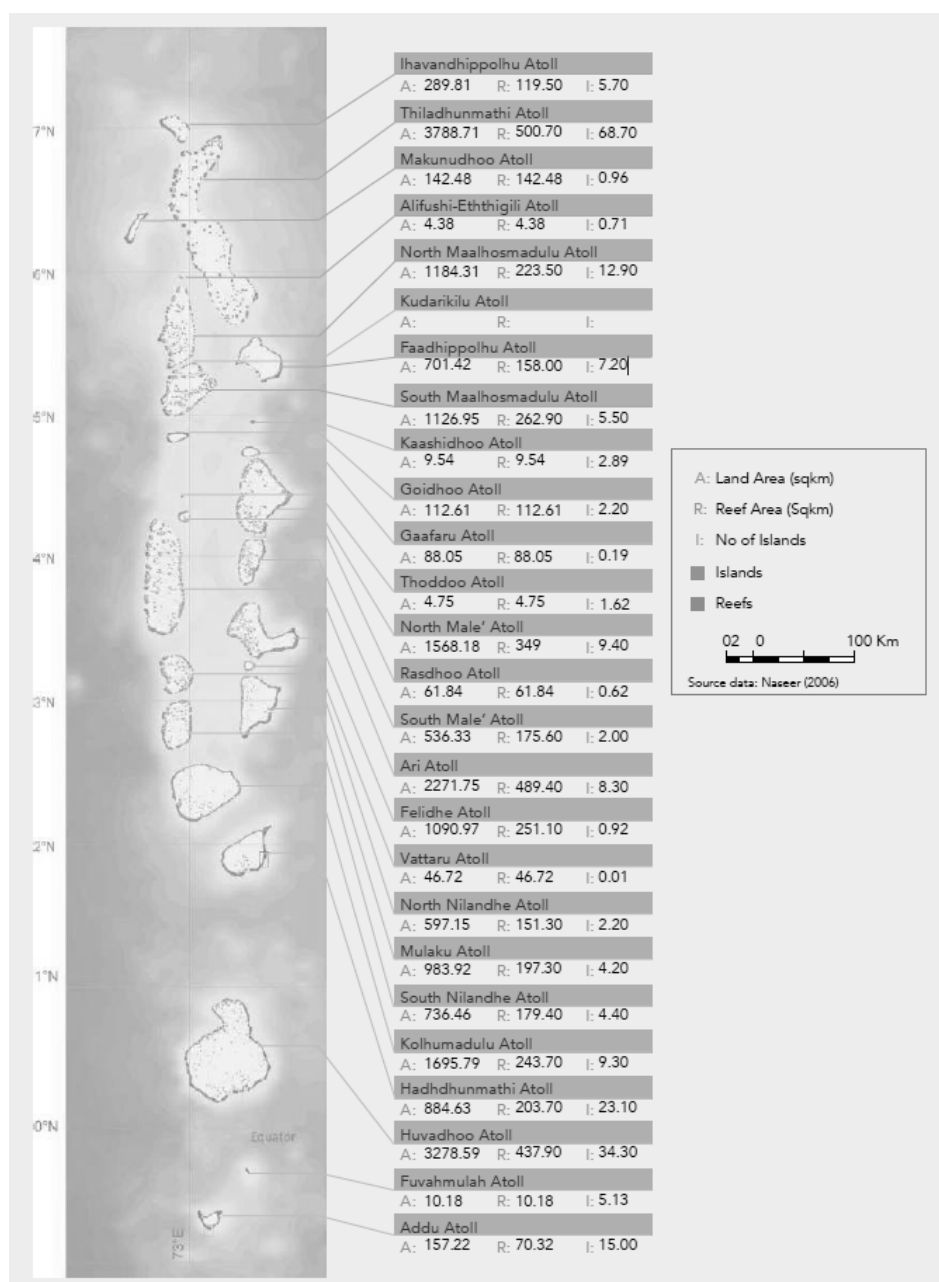 Ihavandhippolhu Atoll
A: 289.81 R: 119.50 I: 5.70
Thiladhunmathi Atoll
A: 3788.71 R: 500.70 I: 68.70
Makunudhoo Atoll
A: 142.48 R: 142.48 I: 0.96
Alifushi-Eththigili Atoll
A: 4.38 R: 4.38 I: 0.71
North Maalhosmadulu Atoll
A: 1184.31 R: 223.50 I: 12.90
Kudarikilu Atoll
A: R: I:
Faadhippolhu Atoll
A: 701.42 R: 158.00 I: 7.20
South Maalhosmadulu Atoll
A: 1126.95 R: 262.90 I: 5.50
Kaashidhoo Atoll
A: 9.54 R: 9.54 I: 2.89
Goidhoo Atoll
A: 112.61 R: 112.61 I: 2.20
Gaafaru Atoll
A: 88.05 R: 88.05 I: 0.19
Thoddoo Atoll
A: 4.75 R: 4.75 I: 1.62
North Male' Atoll
A: 1568.18 R: 349 I: 9.40
Rasdhoo Atoll
A: 61.84 R: 61.84 I: 0.62
South Male' Atoll
A: 536.33 R: 175.60 I: 2.00
Ari Atoll
A: 2271.75 R: 489.40 I: 8.30
Felidhe Atoll
A: 1090.97 R: 251.10 I: 0.92
Vattaru Atoll
A: 46.72 R: 46.72 I: 0.01
North Nilandhe Atoll
A: 597.15 R: 151.30 I: 2.20
Mulaku Atoll
A: 983.92 R: 197.30 I: 4.20
South Nilandhe Atoll
A: 736.46 R: 179.40 I: 4.40
Kolhumadulu Atoll
A: 1695.79 R: 243.70 I: 9.30
Hadhdhunmathi Atoll
A: 884.63 R: 203.70 I: 23.10
Huvadhoo Atoll
A: 3278.59 R: 437.90 I: 34.30
Fuvahmulah Atoll
A: 10.18 R: 10.18 I: 5.13
Addu Atoll
A: 157.22 R: 70.32 I: 15.00
7°N
6°N
5°N
4°N
3°N
2°N
1°N
0°N
Equator
73°E
A: Land Area (sqkm)
R: Reef Area (Sqkm)
I: No of Islands
Islands
Reefs
02 0 100 Km
Source data: Naseer (2006)